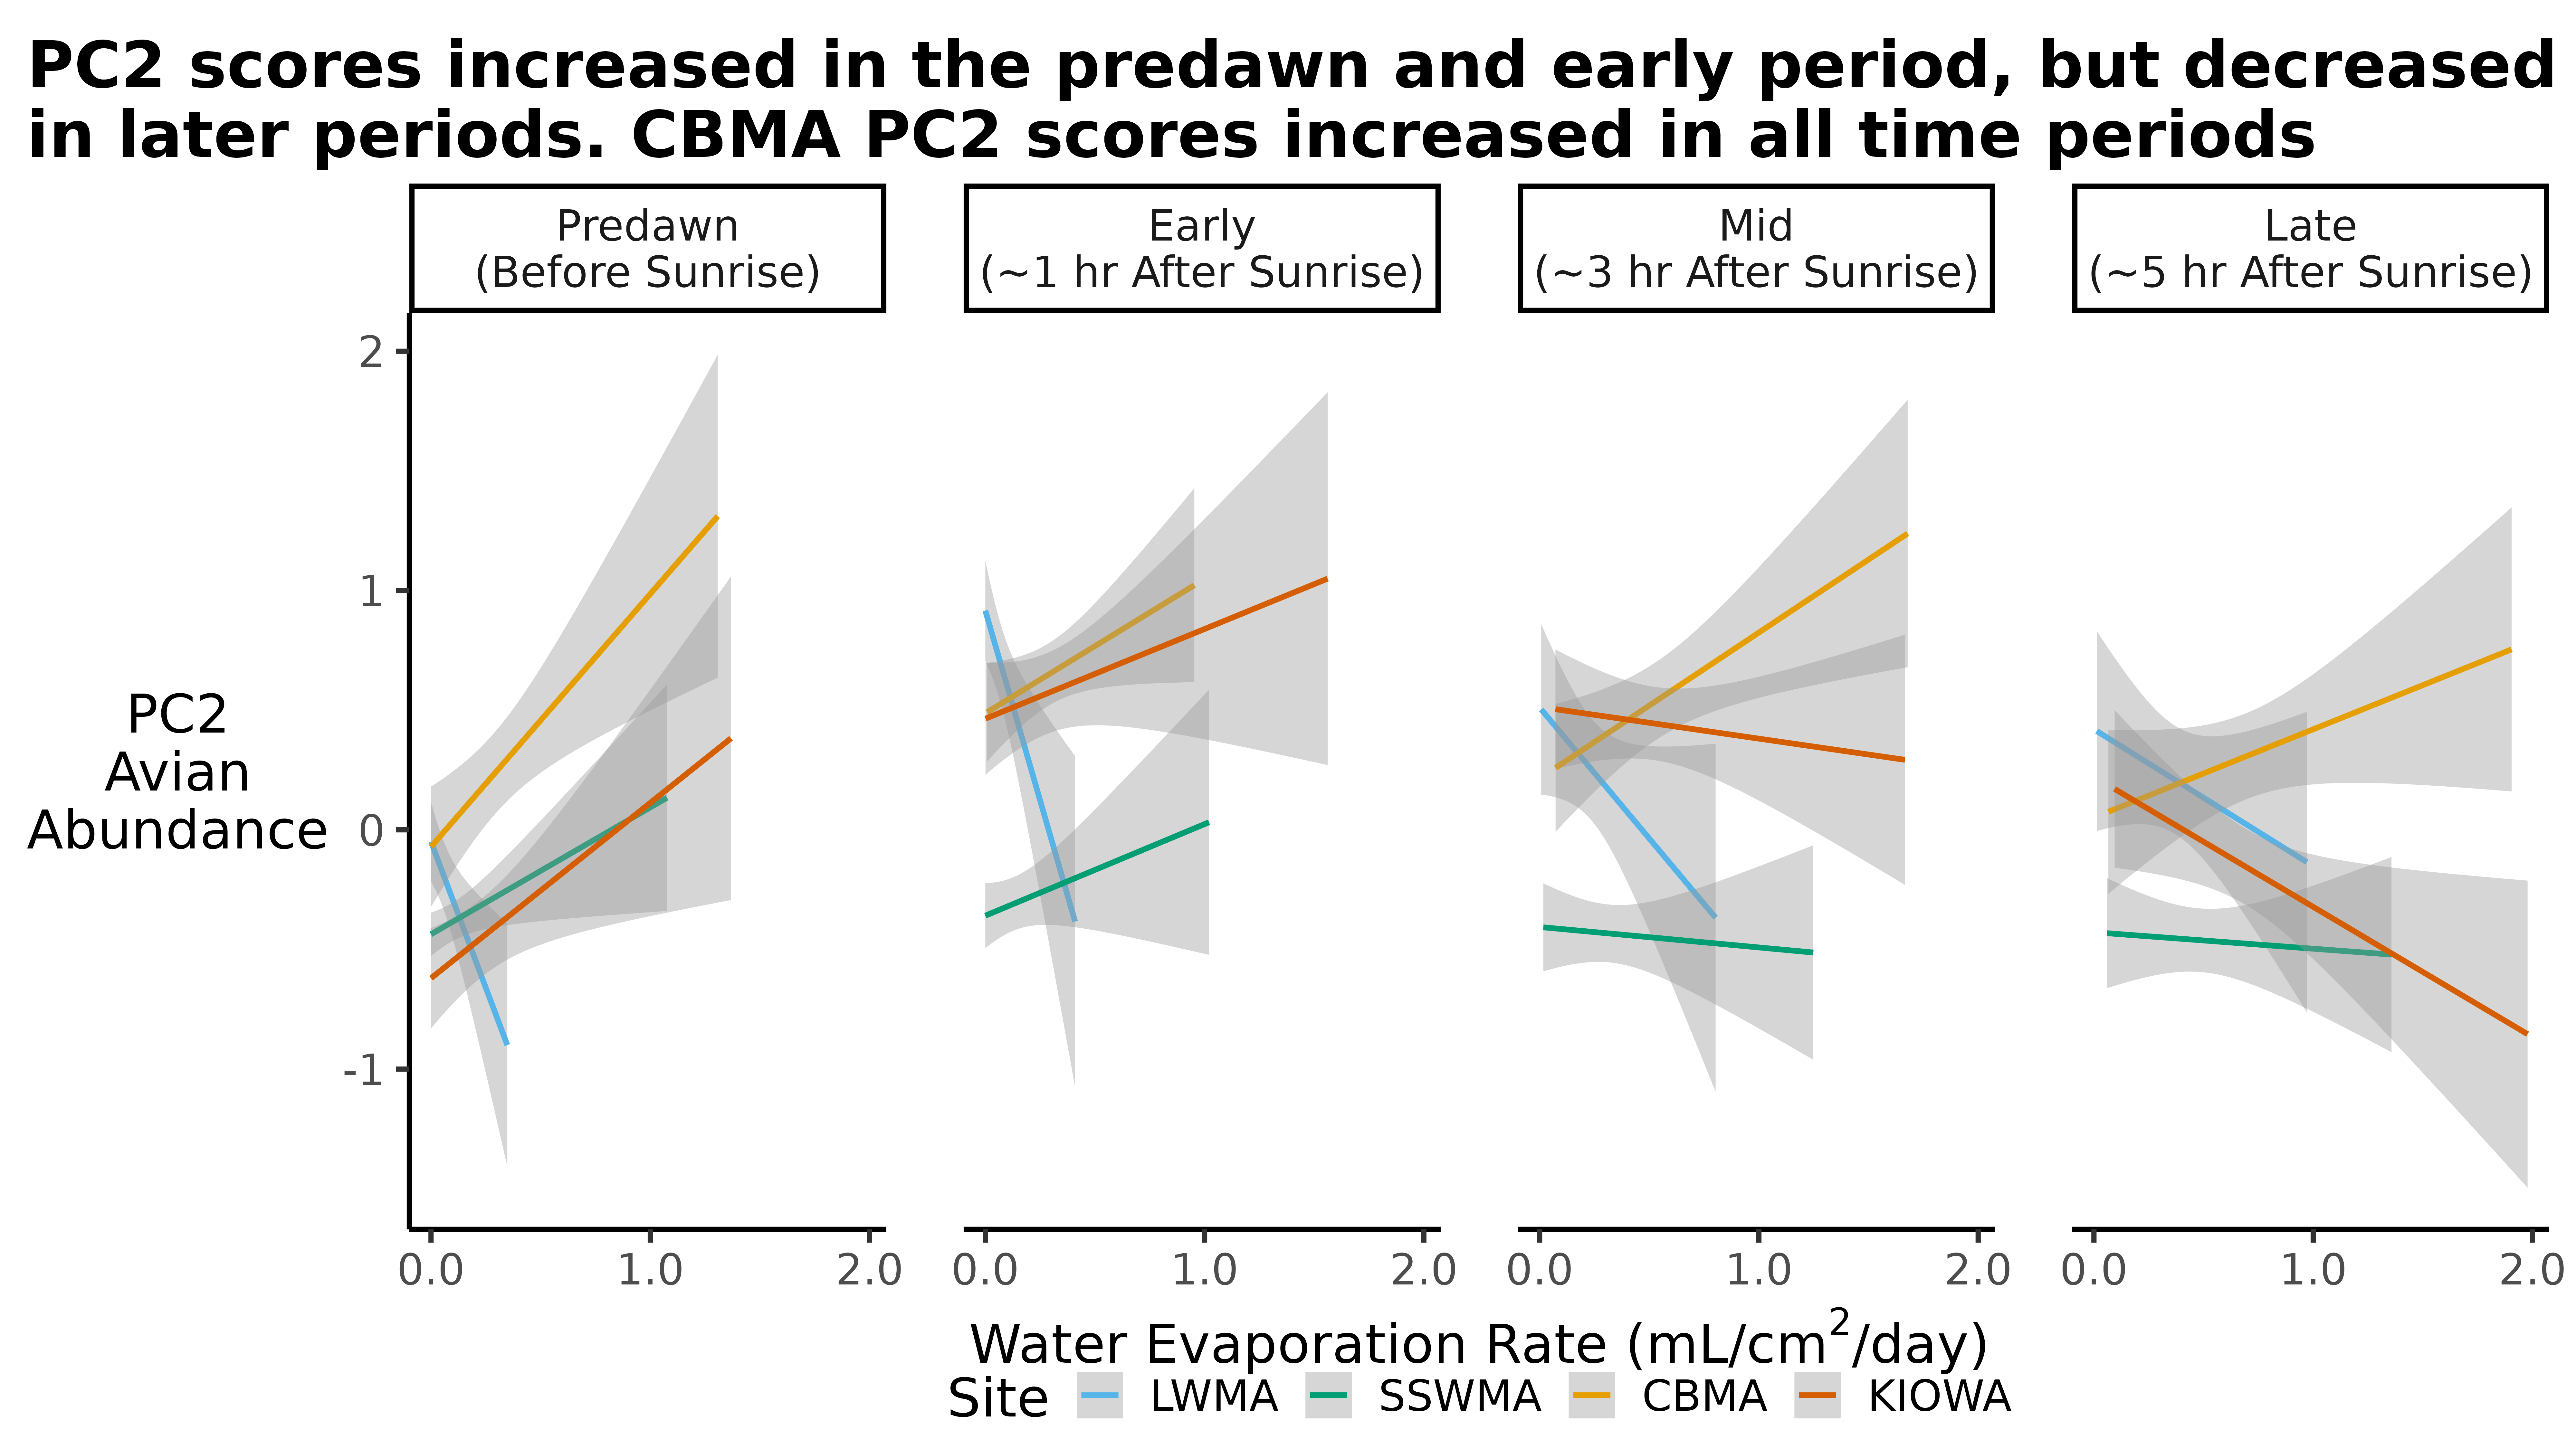 PC2 scores increased in the predawn and early period, but decreased
in later periods. CBMA PC2 scores increased in all time periods
Predawn
(Before Sunrise)
Early
(~1 hr After Sunrise)
Mid
(~3 hr After Sunrise)
Late
(~5 hr After Sunrise)
PC2
Avian
Abundance
2
1
0
-1
0.0 1.0 2.0
0.0 1.0 2.0
0.0 1.0 2.0
0.0 1.0 2.0
Water Evaporation Rate (mL/cm²/day)
Site LWMA SSWMA CBMA KIOWA